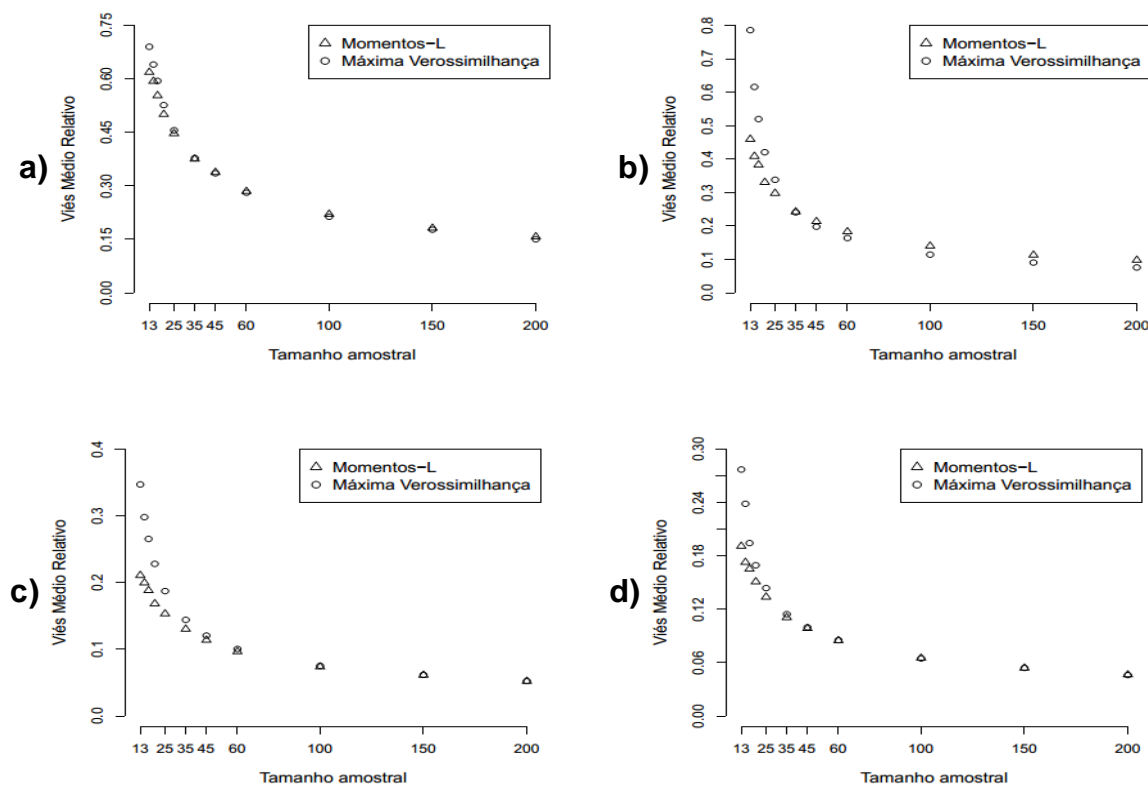 a)
Viés Médio Relativo
0.75
0.60
0.45
0.30
0.15
0.00
Momentos−L
Máxima Verossimilhança
13 25 35 45 60 100 150 200
Tamanho amostral
b)
Viés Médio Relativo
0.8
0.7
0.6
0.5
0.4
0.3
0.2
0.1
0.0
Momentos−L
Máxima Verossimilhança
13 25 35 45 60 100 150 200
Tamanho amostral
c)
Viés Médio Relativo
0.4
0.3
0.2
0.1
0.0
Momentos−L
Máxima Verossimilhança
13 25 35 45 60 100 150 200
Tamanho amostral
d)
Viés Médio Relativo
0.30
0.24
0.18
0.12
0.06
0.00
Momentos−L
Máxima Verossimilhança
13 25 35 45 60 100 150 200
Tamanho amostral